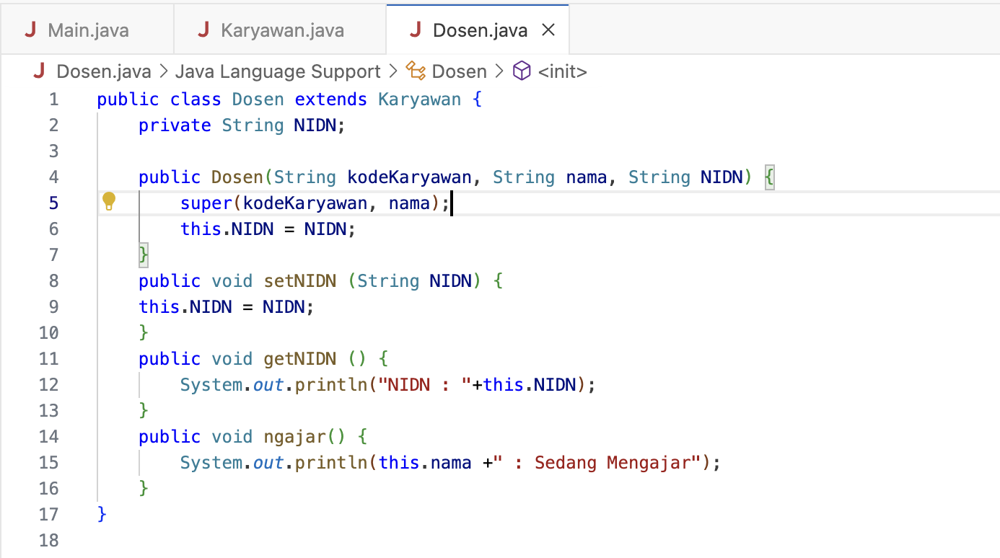 Main.java Karyawan.java Dosen.java
Dosen.java > Java Language Support > Dosen > <init>
1 public class Dosen extends Karyawan {
2     private String NIDN;
3
4     public Dosen(String kodeKaryawan, String nama, String NIDN) {
5         super(kodeKaryawan, nama);
6         this.NIDN = NIDN;
7     }
8     public void setNIDN (String NIDN) {
9     this.NIDN = NIDN;
10     }
11     public void getNIDN () {
12         System.out.println("NIDN : "+this.NIDN);
13     }
14     public void ngajar() {
15         System.out.println(this.nama +" : Sedang Mengajar");
16     }
17 }
18